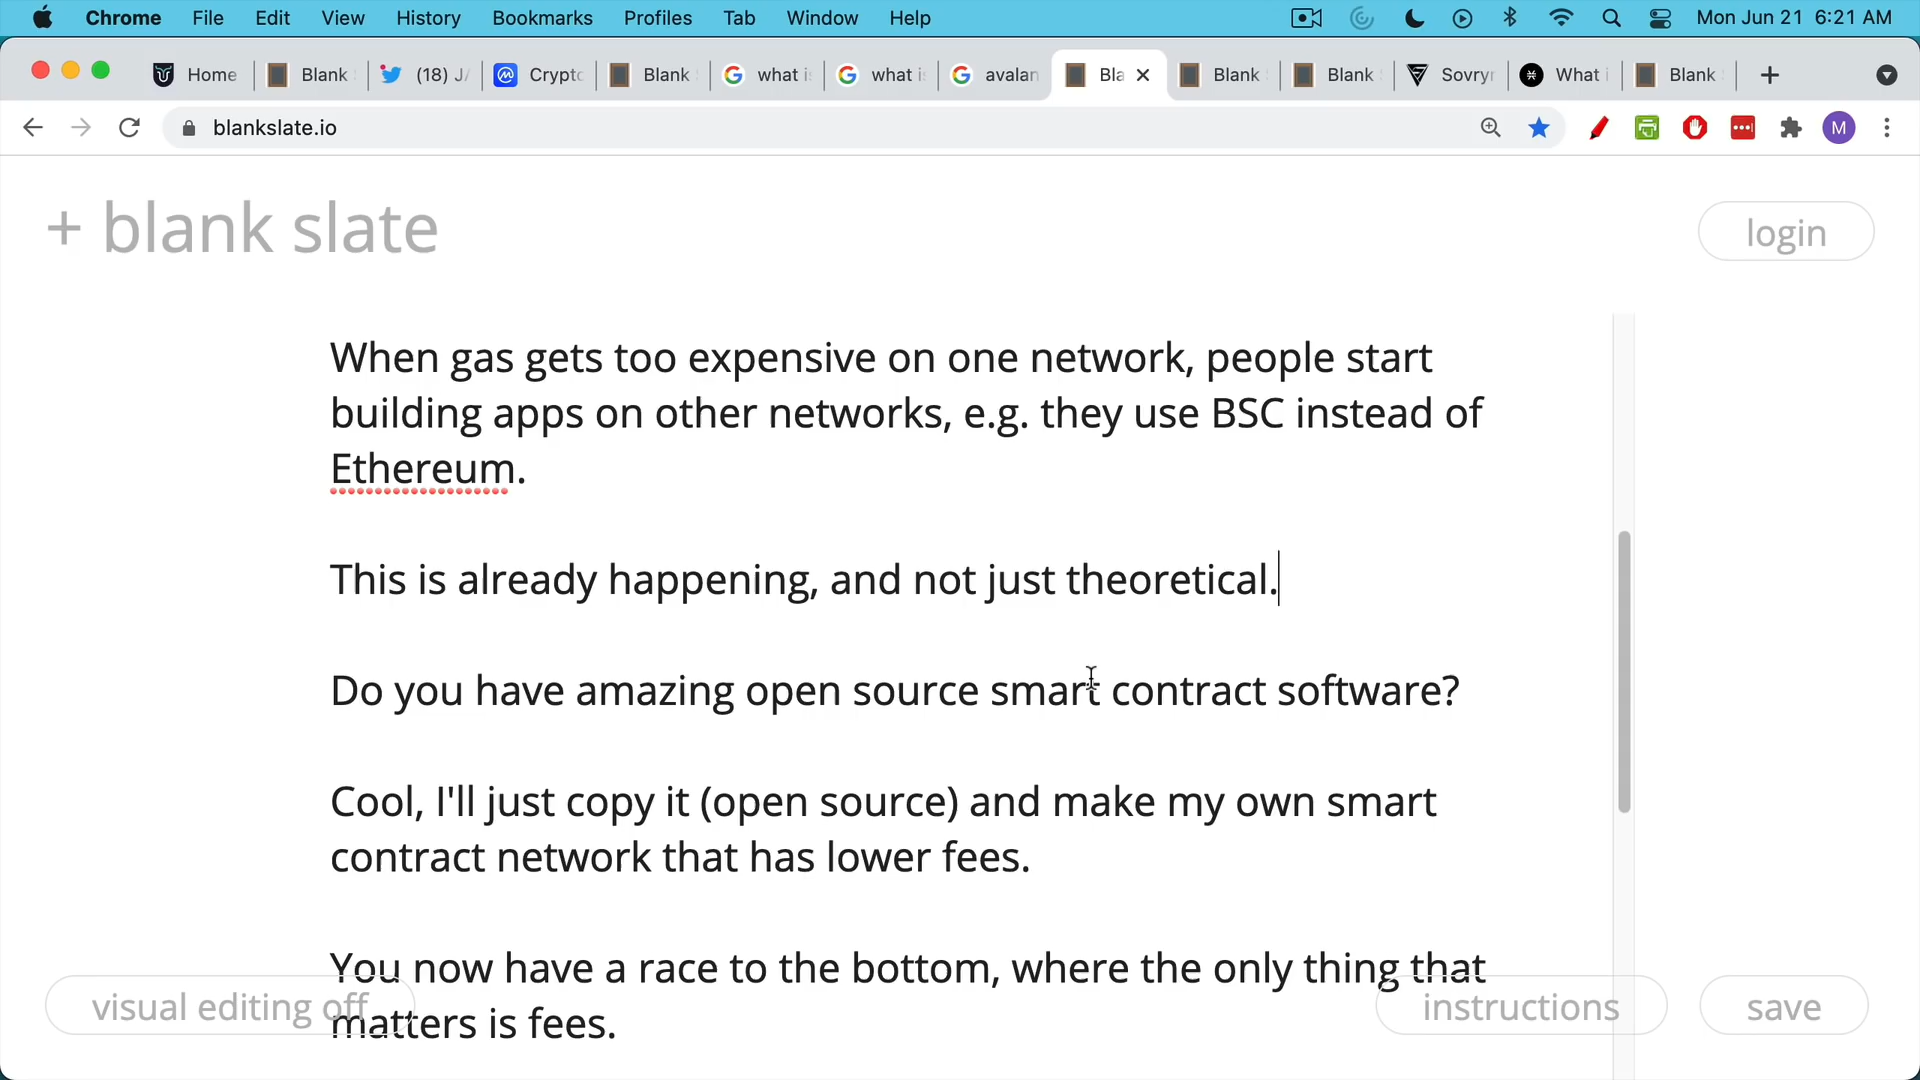 Chrome File Edit View History Bookmarks Profiles Tab Window Help Mon Jun 21 6:21 AM
Home Blank (18) J Crypto Blank what is what is avalan Bla Blank Blank Sovryn What i Blank
blankslate.io M
+ blank slate
login
When gas gets too expensive on one network, people start
building apps on other networks, e.g. they use BSC instead of
Ethereum.
This is already happening, and not just theoretical.
Do you have amazing open source smart contract software?
Cool, I'll just copy it (open source) and make my own smart
contract network that has lower fees.
You now have a race to the bottom, where the only thing that
matters is fees.
visual editing off
instructions
save